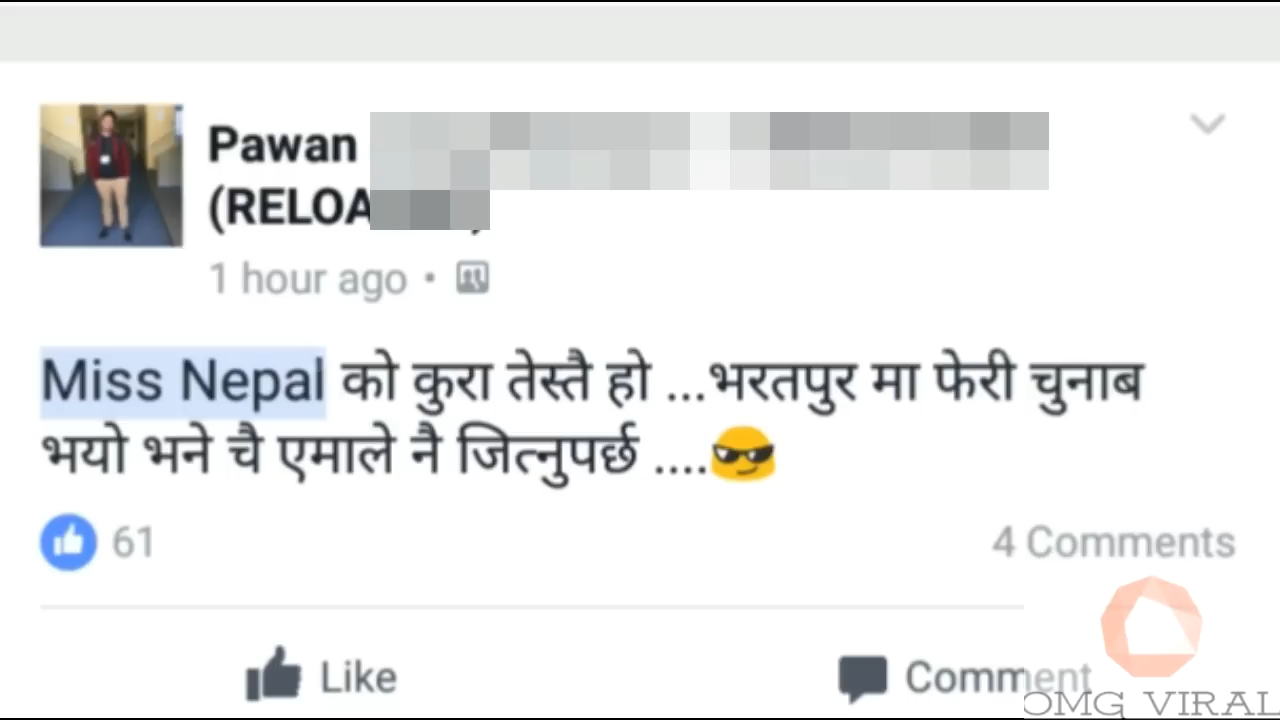 Pawan
(RELOA
1 hour ago •
Miss Nepal को कुरा तेस्तै हो ...भरतपुर मा फेरी चुनाब
भयो भने चै एमाले नै जित्नुपर्छ ....😎
61
4 Comments
Like
Comment
OMG VIRAL